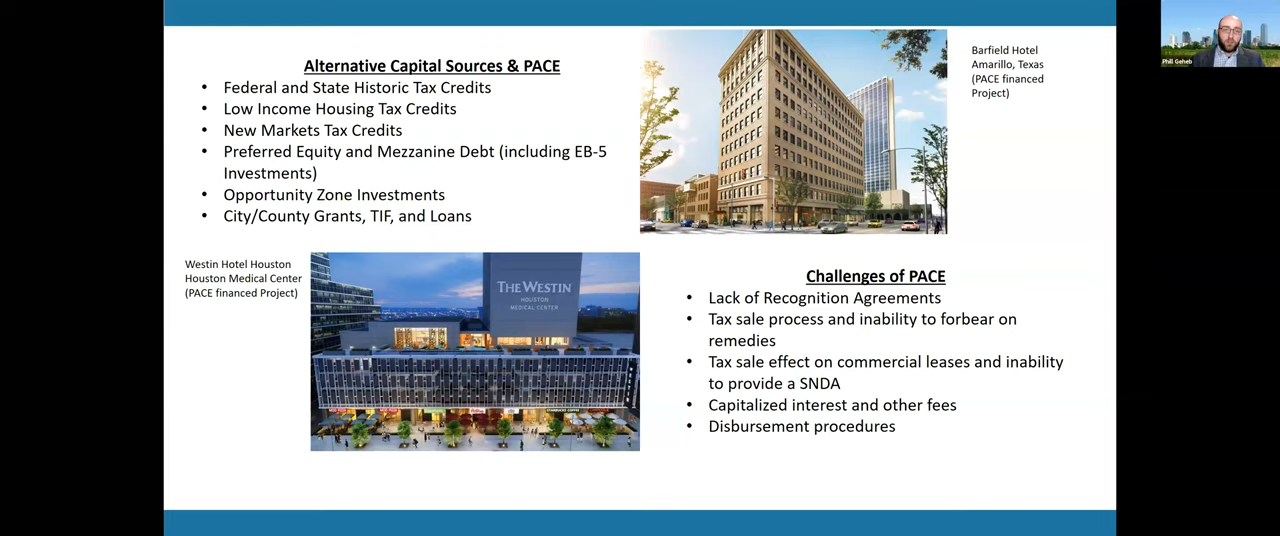 Alternative Capital Sources & PACE
• Federal and State Historic Tax Credits
• Low Income Housing Tax Credits
• New Markets Tax Credits
• Preferred Equity and Mezzanine Debt (including EB-5
Investments)
• Opportunity Zone Investments
• City/County Grants, TIF, and Loans
Barfield Hotel
Amarillo, Texas
(PACE financed
Project)
Phil Geheb
Westin Hotel Houston
Houston Medical Center
(PACE financed Project)
THE WESTIN
HOUSTON
MEDICAL CENTER
Challenges of PACE
• Lack of Recognition Agreements
• Tax sale process and inability to forbear on
remedies
• Tax sale effect on commercial leases and inability
to provide a SNDA
• Capitalized interest and other fees
• Disbursement procedures